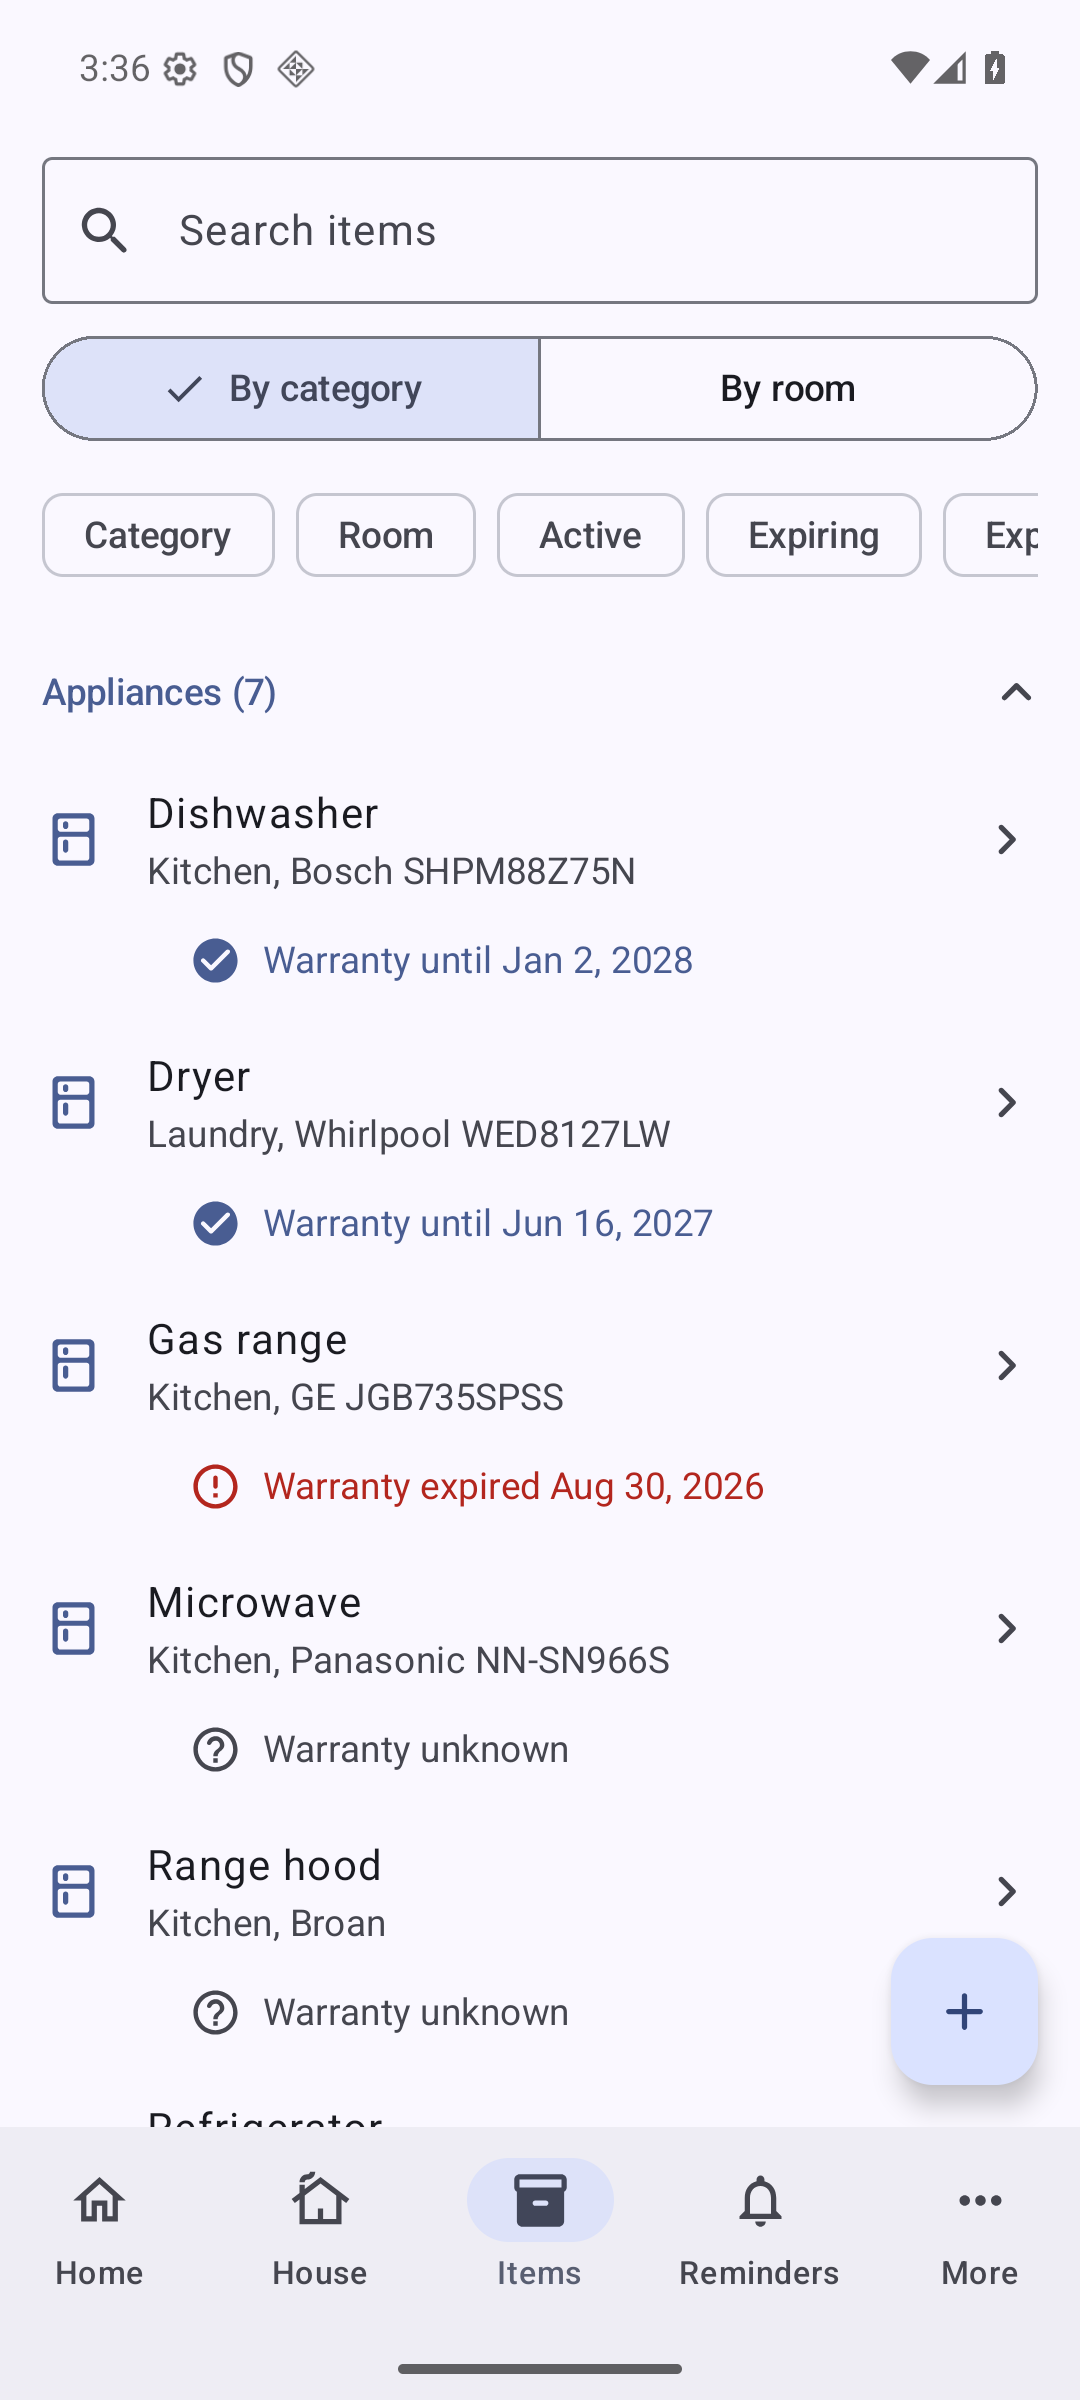 3:36
Search items
By category
By room
Category
Room
Active
Expiring
Exp
Appliances (7)
Dishwasher
Kitchen, Bosch SHPM88Z75N
Warranty until Jan 2, 2028
Dryer
Laundry, Whirlpool WED8127LW
Warranty until Jun 16, 2027
Gas range
Kitchen, GE JGB735SPSS
Warranty expired Aug 30, 2026
Microwave
Kitchen, Panasonic NN-SN966S
Warranty unknown
Range hood
Kitchen, Broan
Warranty unknown
Refrigerator
Home
House
Items
Reminders
More